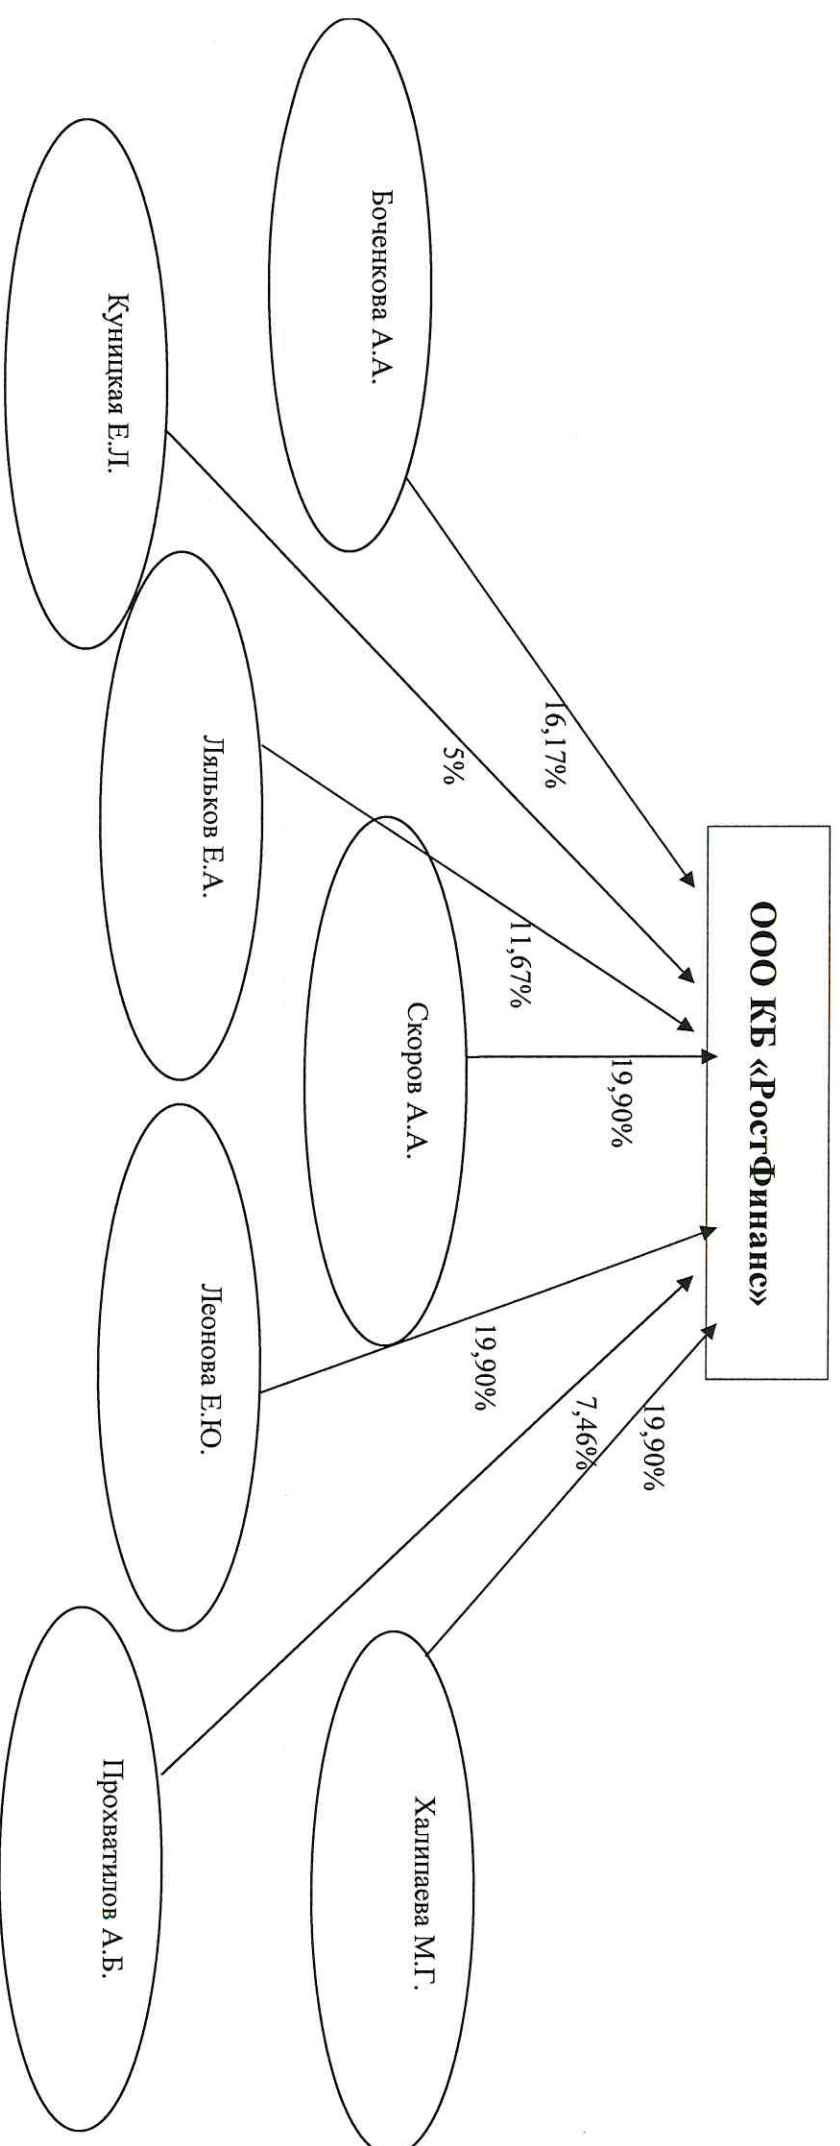 ООО КБ «РостФинанс»
16,17%
5%
11,67%
19,90%
19,90%
7,46%
19,90%
Боченкова А.А.
Куницкая Е.Л.
Ляльков Е.А.
Скоров А.А.
Леонова Е.Ю.
Прохватилов А.Б.
Халипаева М.Г.